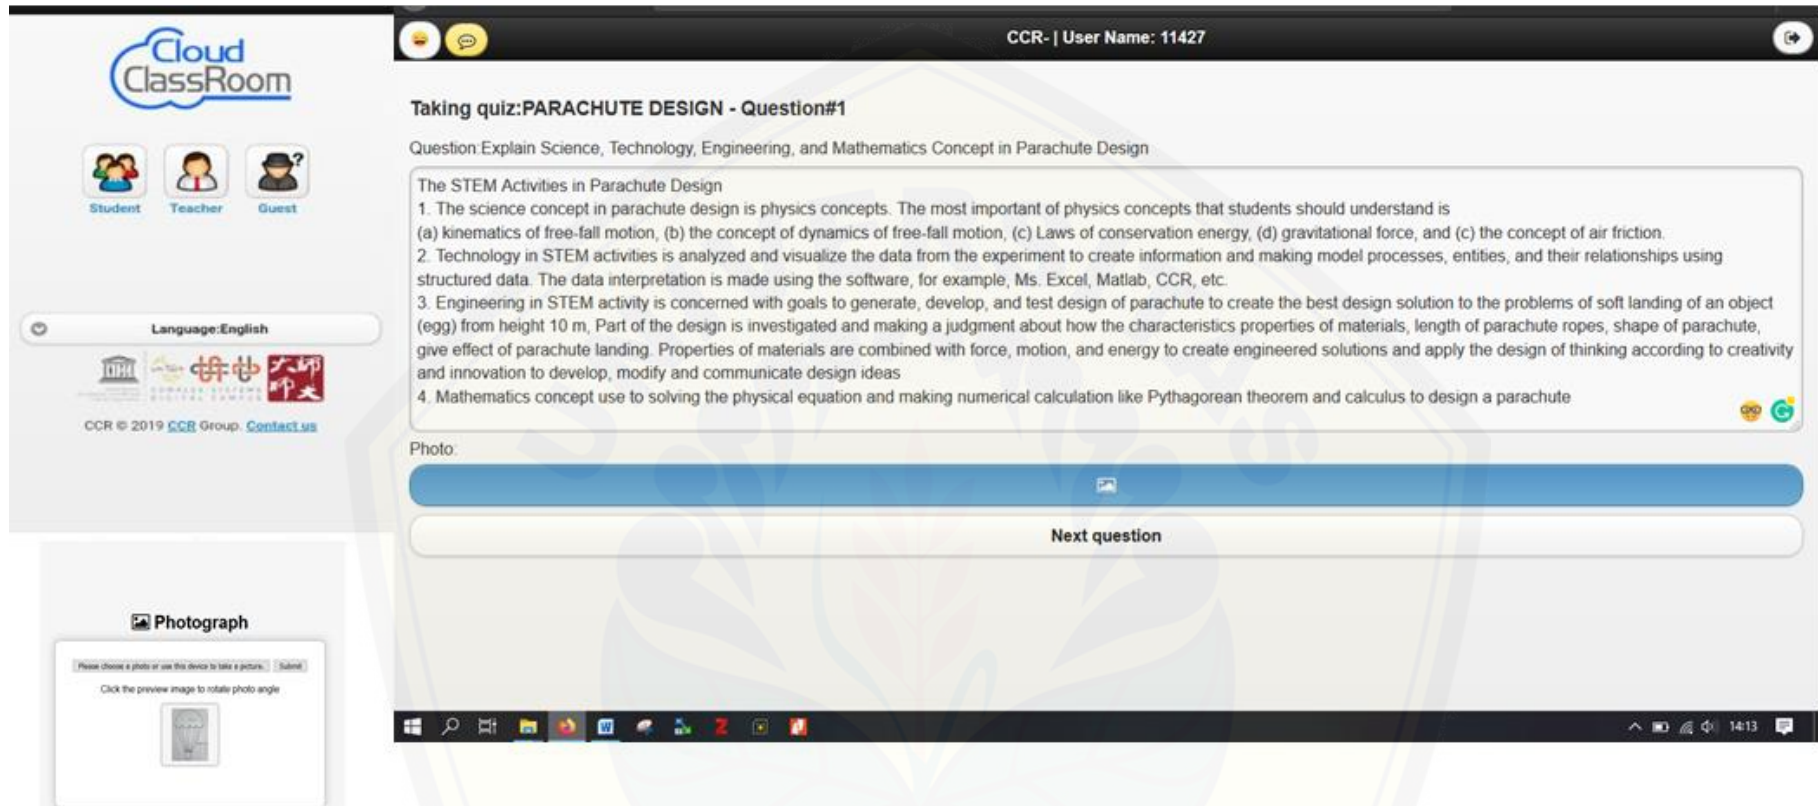 Cloud
ClassRoom
Student Teacher Guest
Language:English
CCR © 2019 CCR Group. Contact us
Photograph
Please choose a photo or use this device to take a picture. Submit
Click the preview image to rotate photo angle
CCR- | User Name: 11427
Taking quiz:PARACHUTE DESIGN - Question#1
Question:Explain Science, Technology, Engineering, and Mathematics Concept in Parachute Design
The STEM Activities in Parachute Design
1. The science concept in parachute design is physics concepts. The most important of physics concepts that students should understand is
(a) kinematics of free-fall motion, (b) the concept of dynamics of free-fall motion, (c) Laws of conservation energy, (d) gravitational force, and (c) the concept of air friction.
2. Technology in STEM activities is analyzed and visualize the data from the experiment to create information and making model processes, entities, and their relationships using
structured data. The data interpretation is made using the software, for example, Ms. Excel, Matlab, CCR, etc.
3. Engineering in STEM activity is concerned with goals to generate, develop, and test design of parachute to create the best design solution to the problems of soft landing of an object
(egg) from height 10 m, Part of the design is investigated and making a judgment about how the characteristics properties of materials, length of parachute ropes, shape of parachute,
give effect of parachute landing. Properties of materials are combined with force, motion, and energy to create engineered solutions and apply the design of thinking according to creativity
and innovation to develop, modify and communicate design ideas
4. Mathematics concept use to solving the physical equation and making numerical calculation like Pythagorean theorem and calculus to design a parachute
Photo:
Next question
14:13